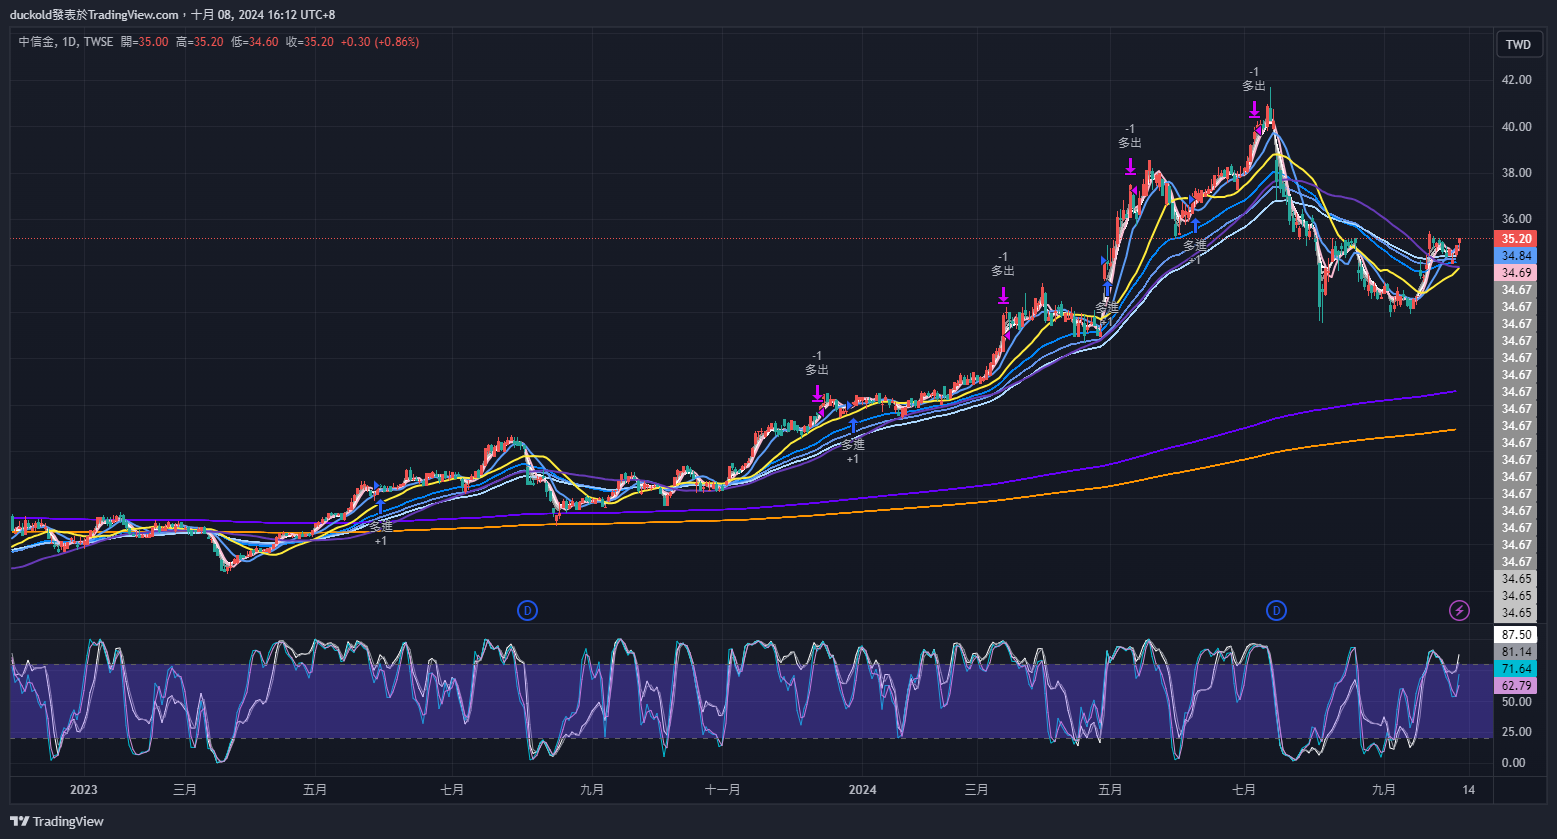 duckold發表於TradingView.com，十月 08, 2024 16:12 UTC+8
中信金, 1D, TWSE 開=35.00 高=35.20 低=34.60 收=35.20 +0.30 (+0.86%)
TWD
-1
多出
42.00
-1
多出
40.00
38.00
36.00
35.20
多進
+1
34.84
-1
多出
34.69
34.67
34.67
多進
+1
34.67
34.67
-1
多出
34.67
34.67
34.67
34.67
34.67
多進
+1
34.67
34.67
34.67
34.67
34.67
多進
+1
34.67
34.67
34.67
34.65
34.65
D
D
34.65
87.50
81.14
71.64
62.79
50.00
25.00
0.00
2023 三月 五月 七月 九月 十一月 2024 三月 五月 七月 九月 14
TradingView